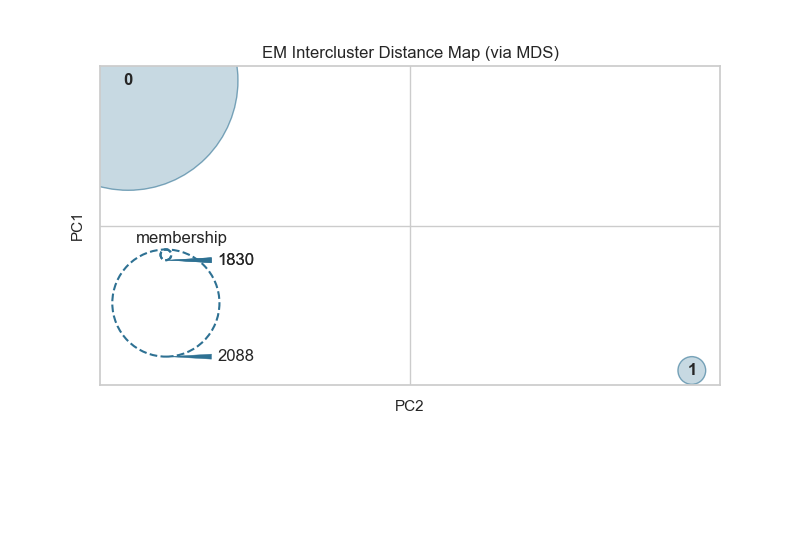 EM Intercluster Distance Map (via MDS)
0
PC1
membership
1830
2088
1
PC2